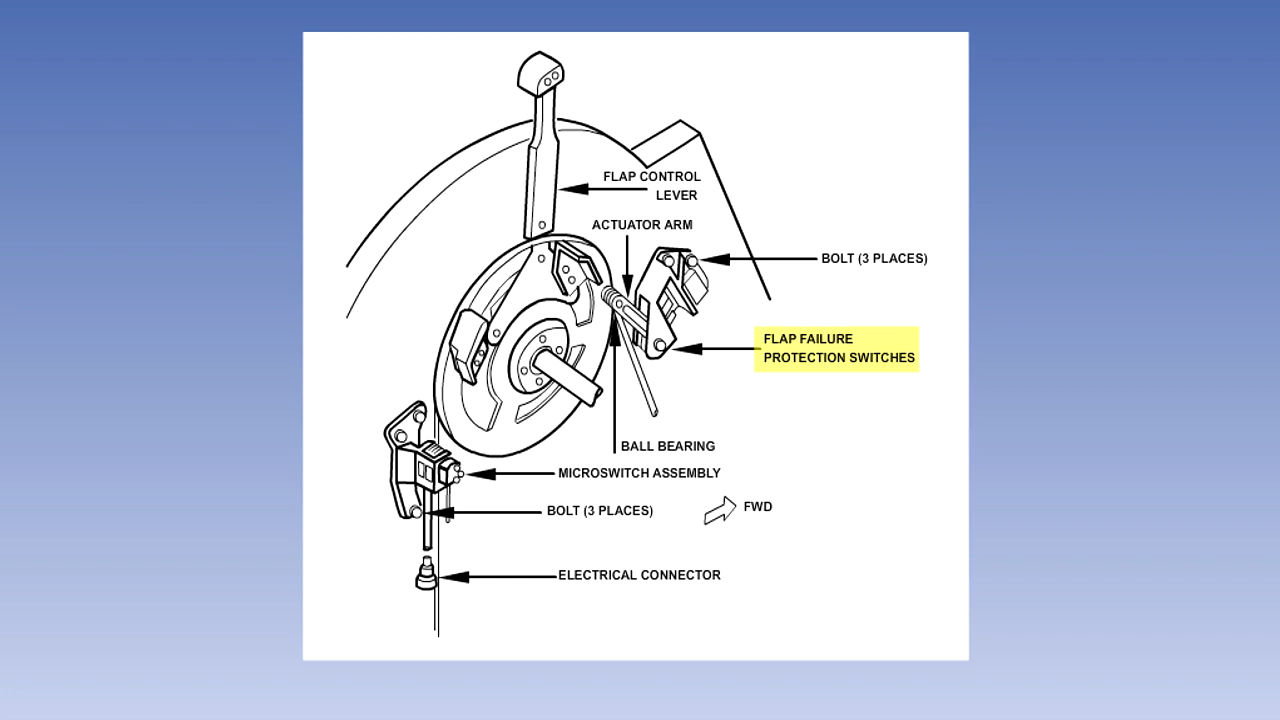 FLAP CONTROL
LEVER
ACTUATOR ARM
BOLT (3 PLACES)
FLAP FAILURE
PROTECTION SWITCHES
BALL BEARING
MICROSWITCH ASSEMBLY
FWD
BOLT (3 PLACES)
ELECTRICAL CONNECTOR